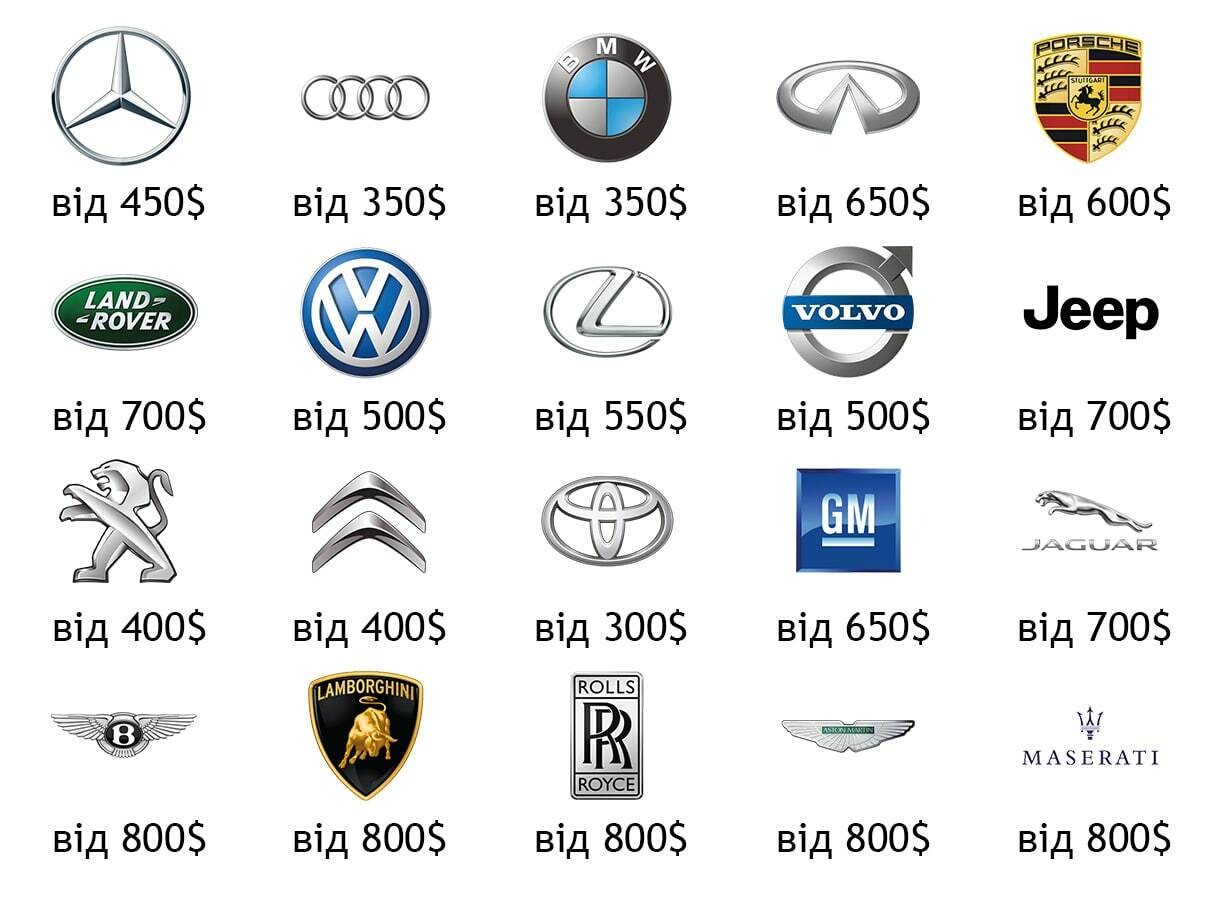 BMW
PORSCHE
STUTTGART
від 450$ від 350$ від 350$ від 650$ від 600$
LAND-
-ROVER
VW
VOLVO
Jeep
від 700$ від 500$ від 550$ від 500$ від 700$
GM
JAGUAR
від 400$ від 400$ від 300$ від 650$ від 700$
B
LAMBORGHINI
ROLLS
RR
ROYCE
ASTON MARTIN
MASERATI
від 800$ від 800$ від 800$ від 800$ від 800$